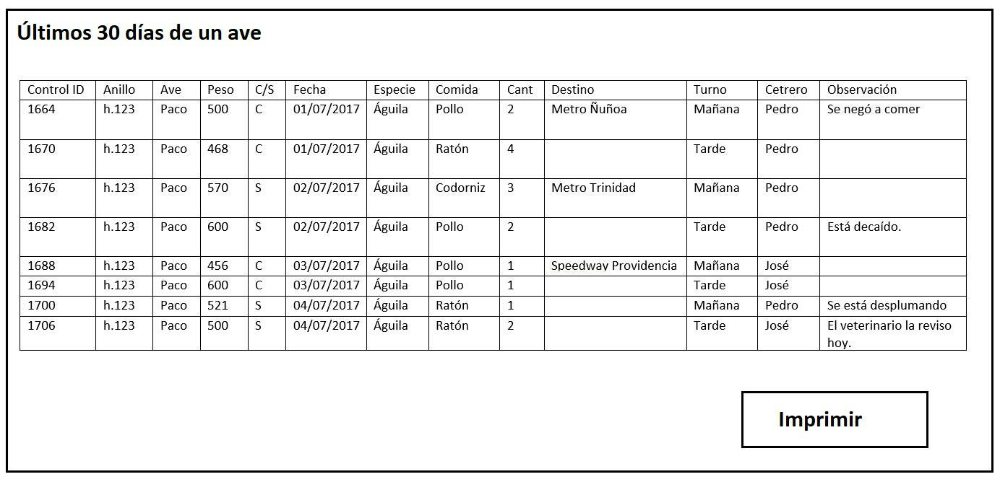 Últimos 30 días de un ave
Control ID Anillo Ave Peso C/S Fecha Especie Comida Cant Destino Turno Cetrero Observación
1664 h.123 Paco 500 C 01/07/2017 Águila Pollo 2 Metro Ñuñoa Mañana Pedro Se negó a comer
1670 h.123 Paco 468 C 01/07/2017 Águila Ratón 4 Tarde Pedro
1676 h.123 Paco 570 S 02/07/2017 Águila Codorniz 3 Metro Trinidad Mañana Pedro
1682 h.123 Paco 600 S 02/07/2017 Águila Pollo 2 Tarde Pedro Está decaído.
1688 h.123 Paco 456 C 03/07/2017 Águila Pollo 1 Speedway Providencia Mañana José
1694 h.123 Paco 600 C 03/07/2017 Águila Pollo 1 Tarde José
1700 h.123 Paco 521 S 04/07/2017 Águila Ratón 1 Mañana Pedro Se está desplumando
1706 h.123 Paco 500 S 04/07/2017 Águila Ratón 2 Tarde José El veterinario la reviso
hoy.
Imprimir